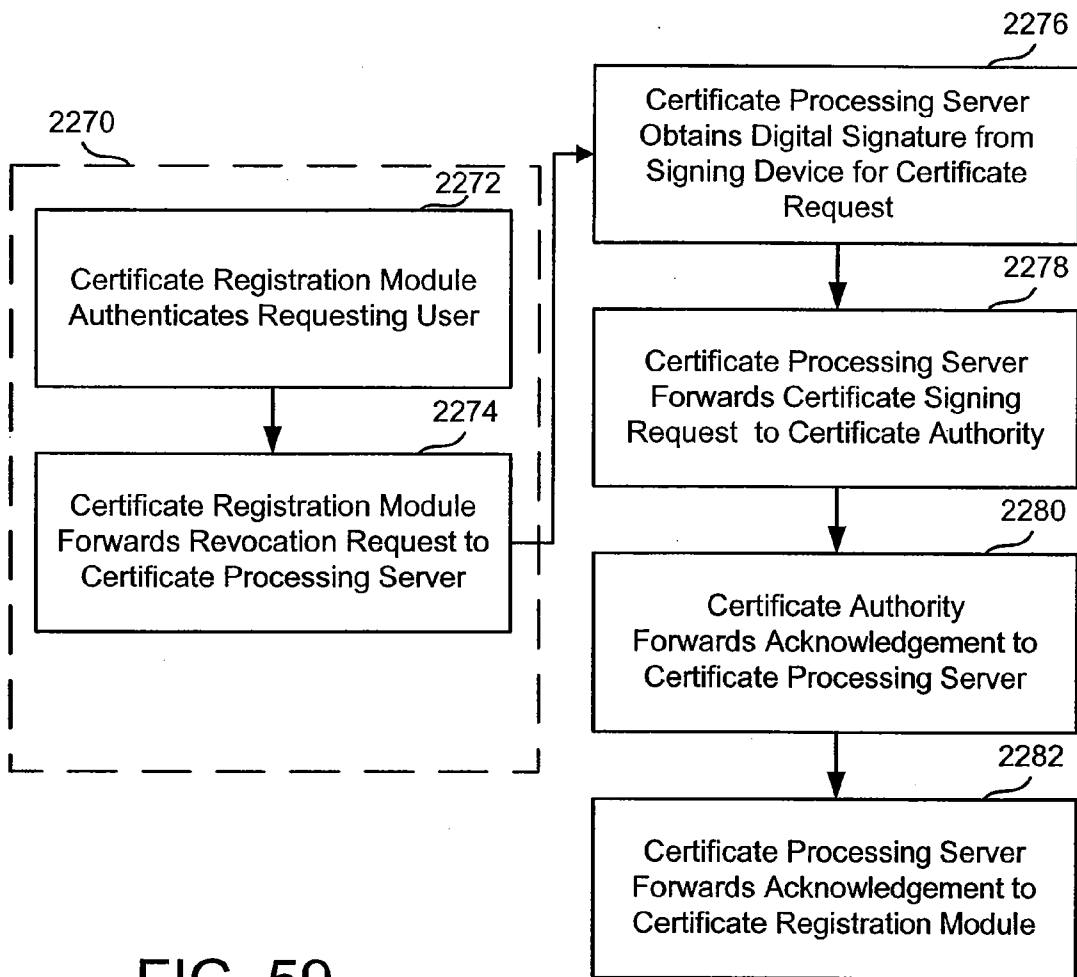 2270
2272
Certificate Registration Module
Authenticates Requesting User
2274
Certificate Registration Module
Forwards Revocation Request to
Certificate Processing Server
2276
Certificate Processing Server
Obtains Digital Signature from
Signing Device for Certificate
Request
2278
Certificate Processing Server
Forwards Certificate Signing
Request to Certificate Authority
2280
Certificate Authority
Forwards Acknowledgement to
Certificate Processing Server
2282
Certificate Processing Server
Forwards Acknowledgement to
Certificate Registration Module
FIG. 59